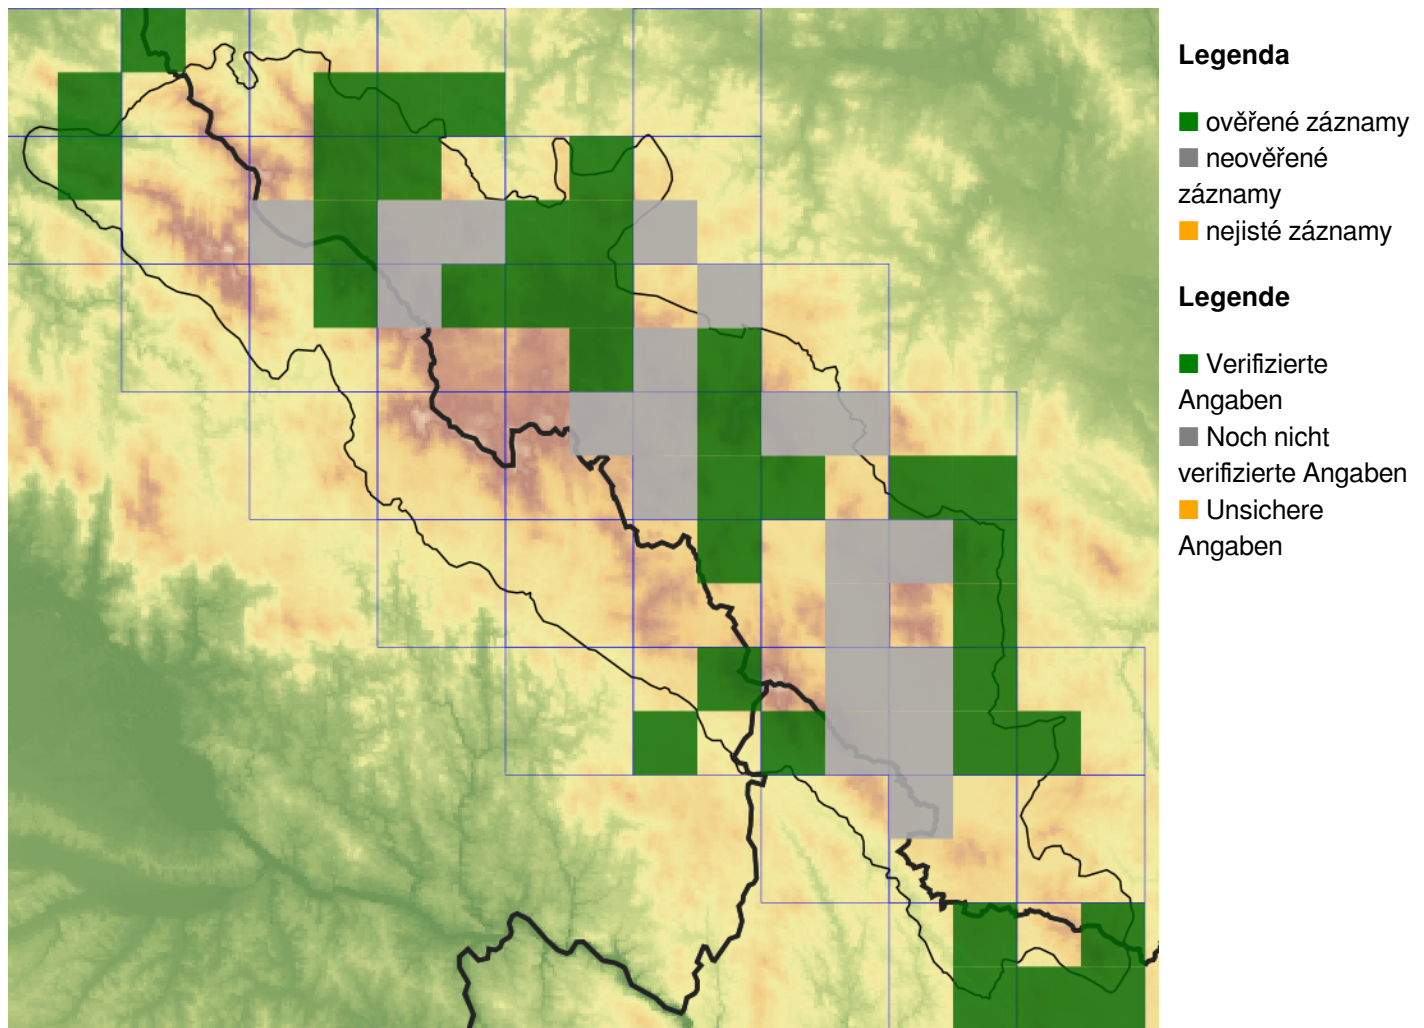 Legenda
ověřené záznamy
neověřené
záznamy
nejisté záznamy
Legende
Verifizierte
Angaben
Noch nicht
verifizierte Angaben
Unsichere
Angaben